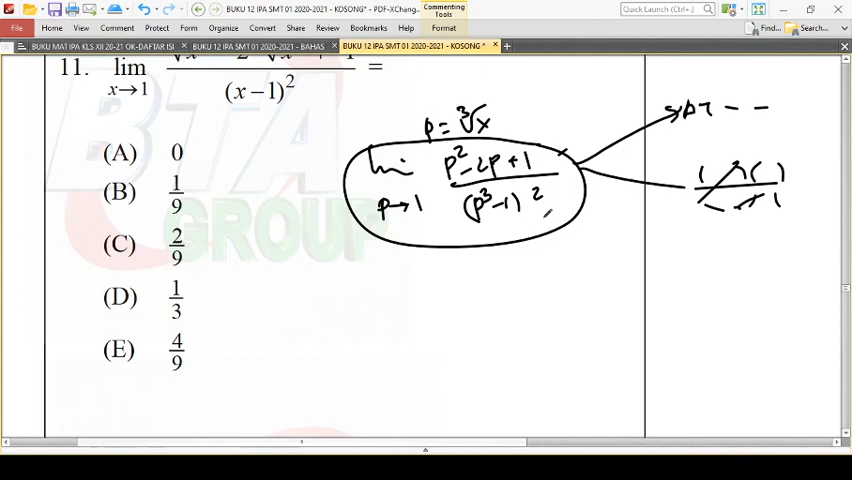 BUKU 12 IPA SMT 01 2020-2021 - KOSONG* - PDF-XChang
Commenting Tools
Quick Launch (Ctrl+.)
File Home View Comment Protect Form Organize Convert Share Review Bookmarks Help Format Find... Search...
BUKU MAT IPA KLS XII 20-21 OK-DAFTAR ISI × BUKU 12 IPA SMT 01 2020-2021 - BAHAS × BUKU 12 IPA SMT 01 2020-2021 - KOSONG *
11. lim x→1 / (x−1)² =
p = ∛x
lim p→1 p² − 2p + 1 / (p³ − 1)²
(A) 0
(B) 1/9
(C) 2/9
(D) 1/3
(E) 4/9
BTA
GROUP